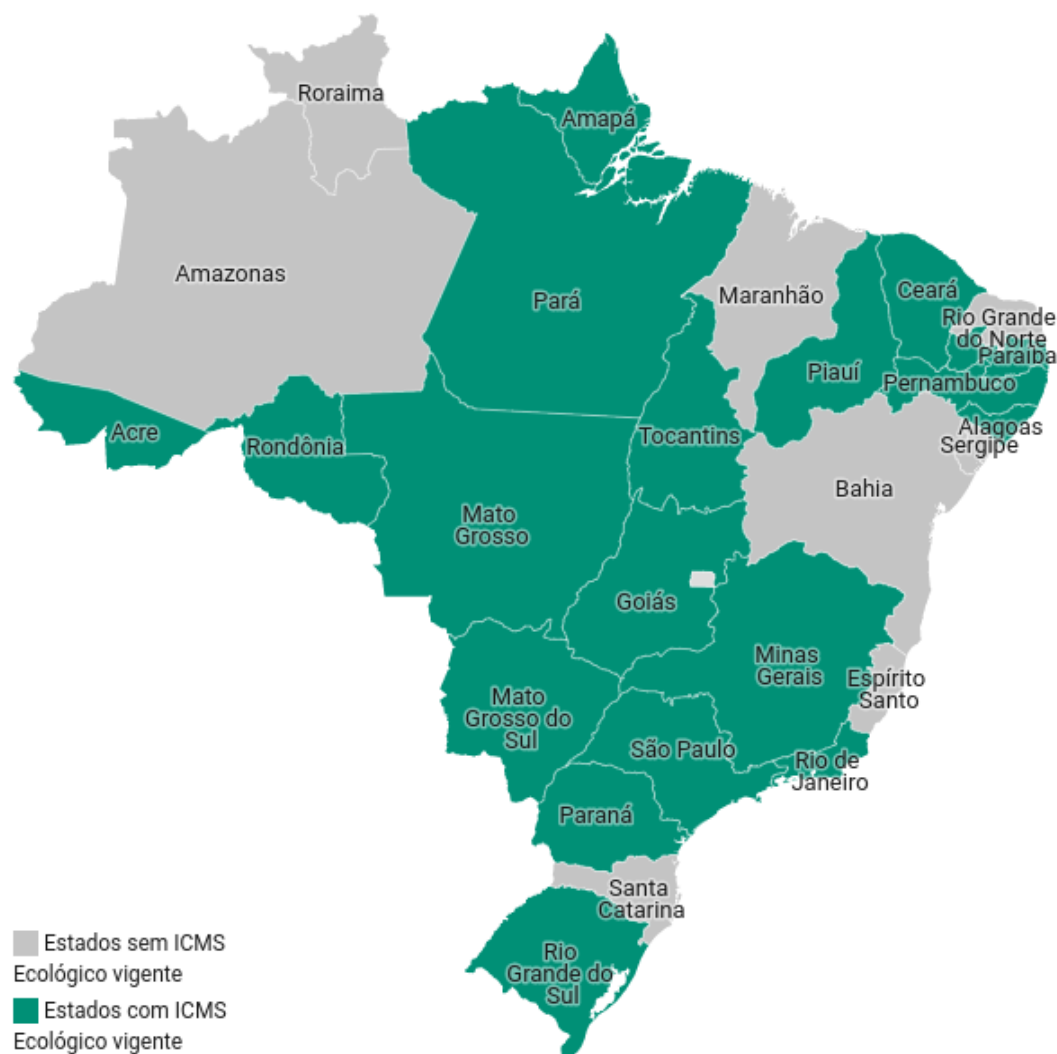 Roraima
Amapá
Amazonas
Pará
Maranhão
Ceará
Rio Grande
do Norte
Paraíba
Piauí
Pernambuco
Acre
Rondônia
Tocantins
Alagoas
Sergipe
Bahia
Mato
Grosso
Goiás
Minas
Gerais
Espírito
Santo
Mato
Grosso do
Sul
São Paulo
Rio de
Janeiro
Paraná
Santa
Catarina
Rio
Grande do
Sul
Estados sem ICMS
Ecológico vigente
Estados com ICMS
Ecológico vigente